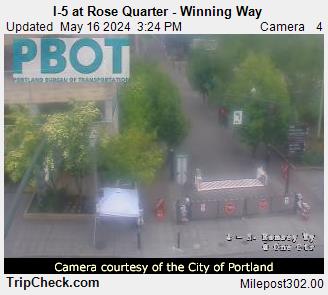 I-5 at Rose Quarter - Winning Way
Updated May 16 2024 3:24 PM Camera 4
PBOT
PORTLAND BUREAU OF TRANSPORTATION
Camera courtesy of the City of Portland
TripCheck.com Milepost302.00